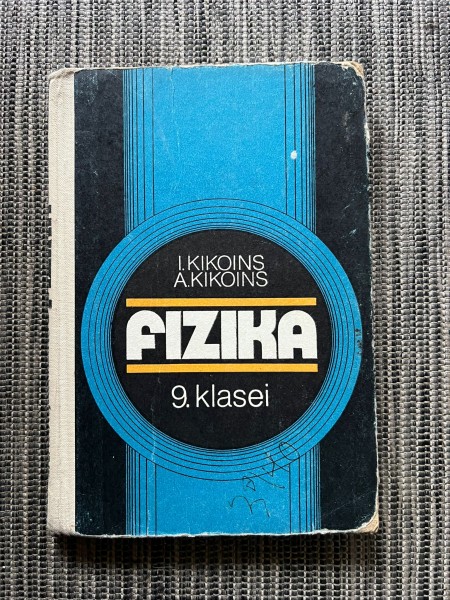 I. KIKOINS
A. KIKOINS
FIZIKA
9. klasei